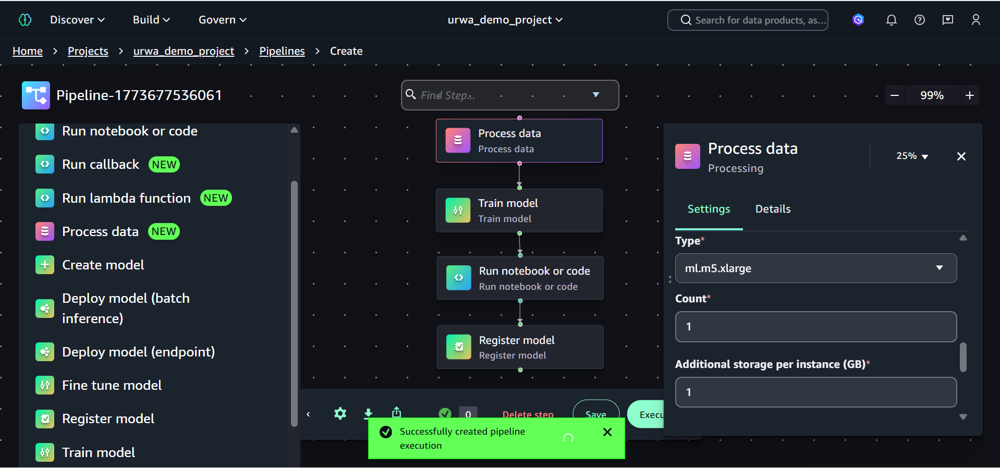 Discover
Build
Govern
urwa_demo_project
Search for data products, as...
Home > Projects > urwa_demo_project > Pipelines > Create
Pipeline-1773677536061
Find Step...
99%
Run notebook or code
Run callback NEW
Run lambda function NEW
Process data NEW
Create model
Deploy model (batch
inference)
Deploy model (endpoint)
Fine tune model
Register model
Train model
Process data
Process data
Train model
Train model
Run notebook or code
Run notebook or code
Register model
Register model
0
Delete step
Save
Execu
Successfully created pipeline
execution
Process data
Processing
25%
Settings
Details
Type*
ml.m5.xlarge
Count*
1
Additional storage per instance (GB)*
1